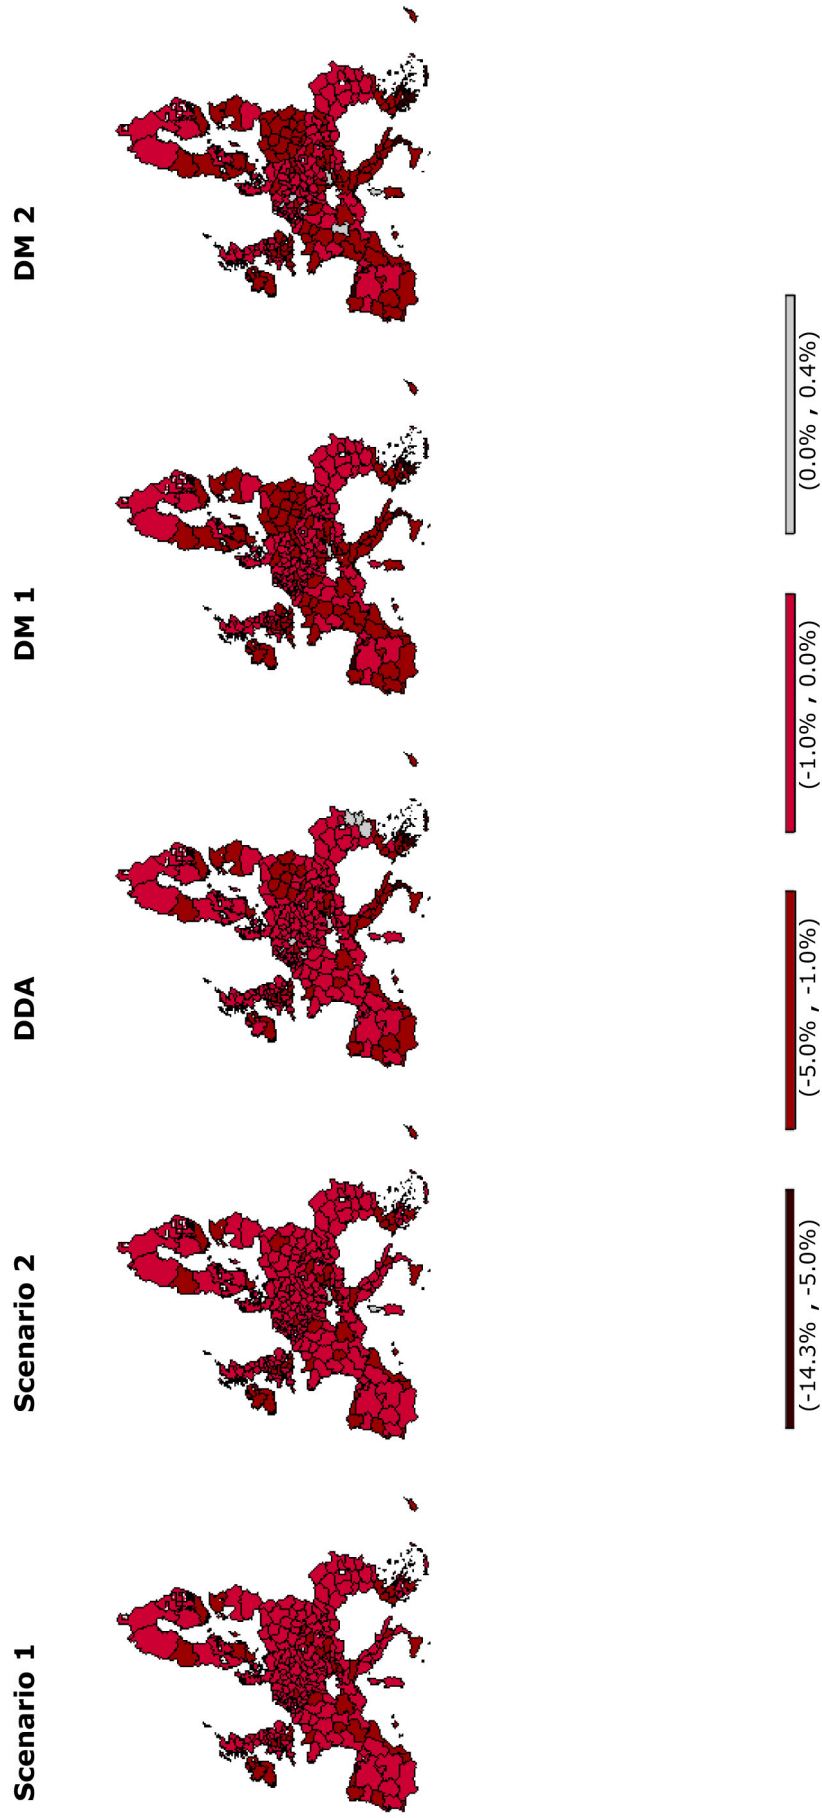 Scenario 1
Scenario 2
DDA
DM 1
DM 2
(-14.3% , -5.0%)
(-5.0% , -1.0%)
(-1.0% , 0.0%)
(0.0% , 0.4%)